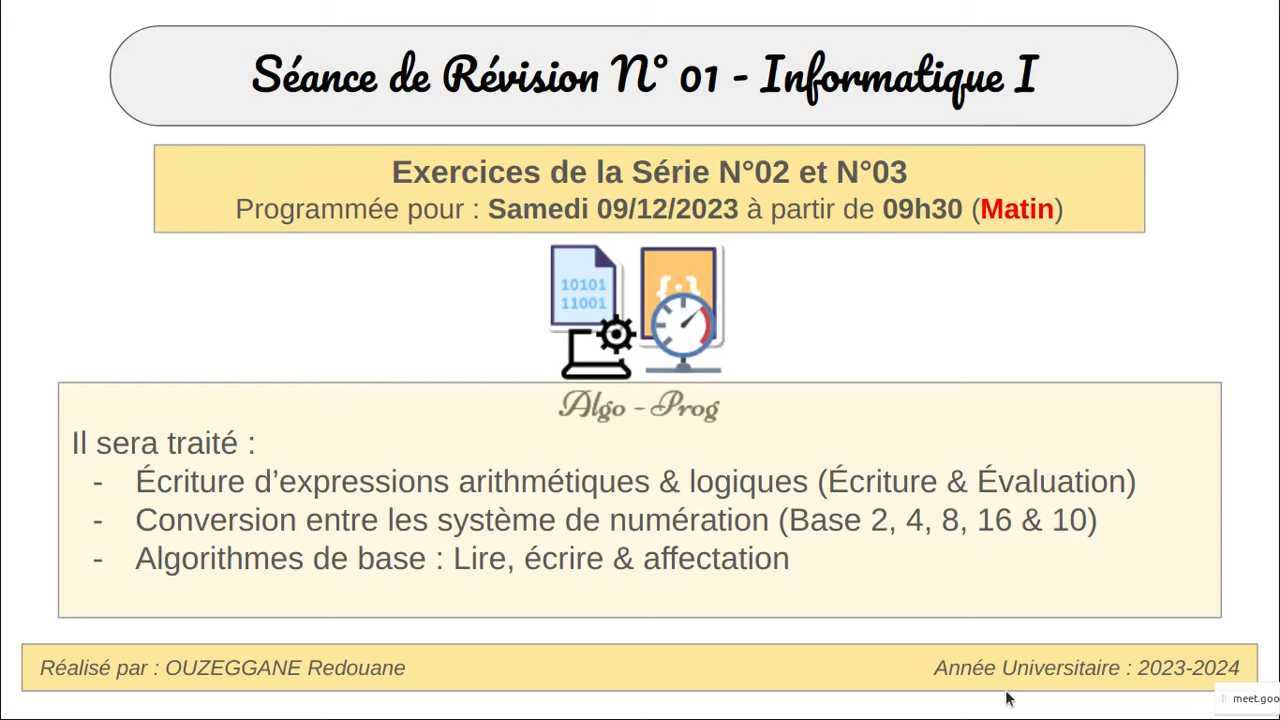 Séance de Révision N° 01 - Informatique I
Exercices de la Série N°02 et N°03
Programmée pour : Samedi 09/12/2023 à partir de 09h30 (Matin)
10101
11001
{·}
Algo - Prog
Il sera traité :
- Écriture d’expressions arithmétiques & logiques (Écriture & Évaluation)
- Conversion entre les système de numération (Base 2, 4, 8, 16 & 10)
- Algorithmes de base : Lire, écrire & affectation
Réalisé par : OUZEGGANE Redouane
Année Universitaire : 2023-2024
meet.goo